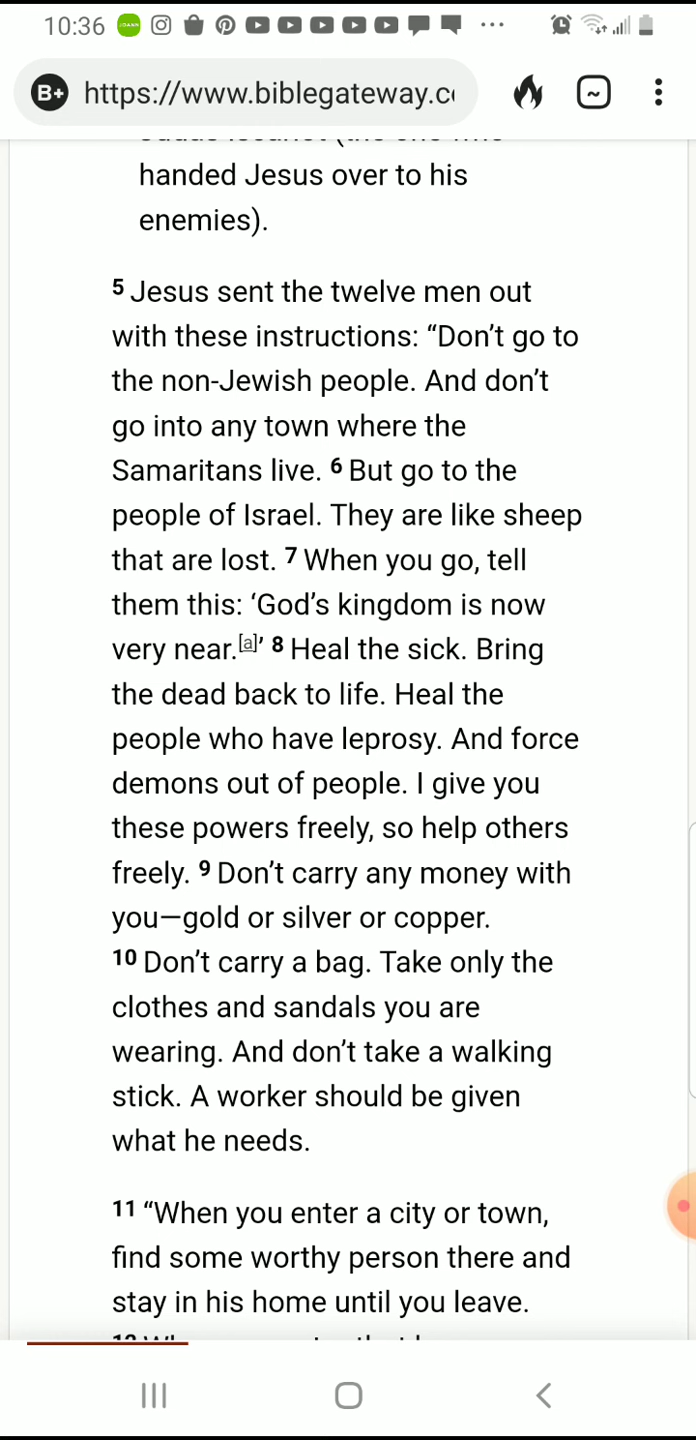 10:36
JOANN
B+ https://www.biblegateway.c
handed Jesus over to his
enemies).
5 Jesus sent the twelve men out
with these instructions: “Don’t go to
the non-Jewish people. And don’t
go into any town where the
Samaritans live. 6 But go to the
people of Israel. They are like sheep
that are lost. 7 When you go, tell
them this: ‘God’s kingdom is now
very near.[a]’ 8 Heal the sick. Bring
the dead back to life. Heal the
people who have leprosy. And force
demons out of people. I give you
these powers freely, so help others
freely. 9 Don’t carry any money with
you—gold or silver or copper.
10 Don’t carry a bag. Take only the
clothes and sandals you are
wearing. And don’t take a walking
stick. A worker should be given
what he needs.
11 “When you enter a city or town,
find some worthy person there and
stay in his home until you leave.